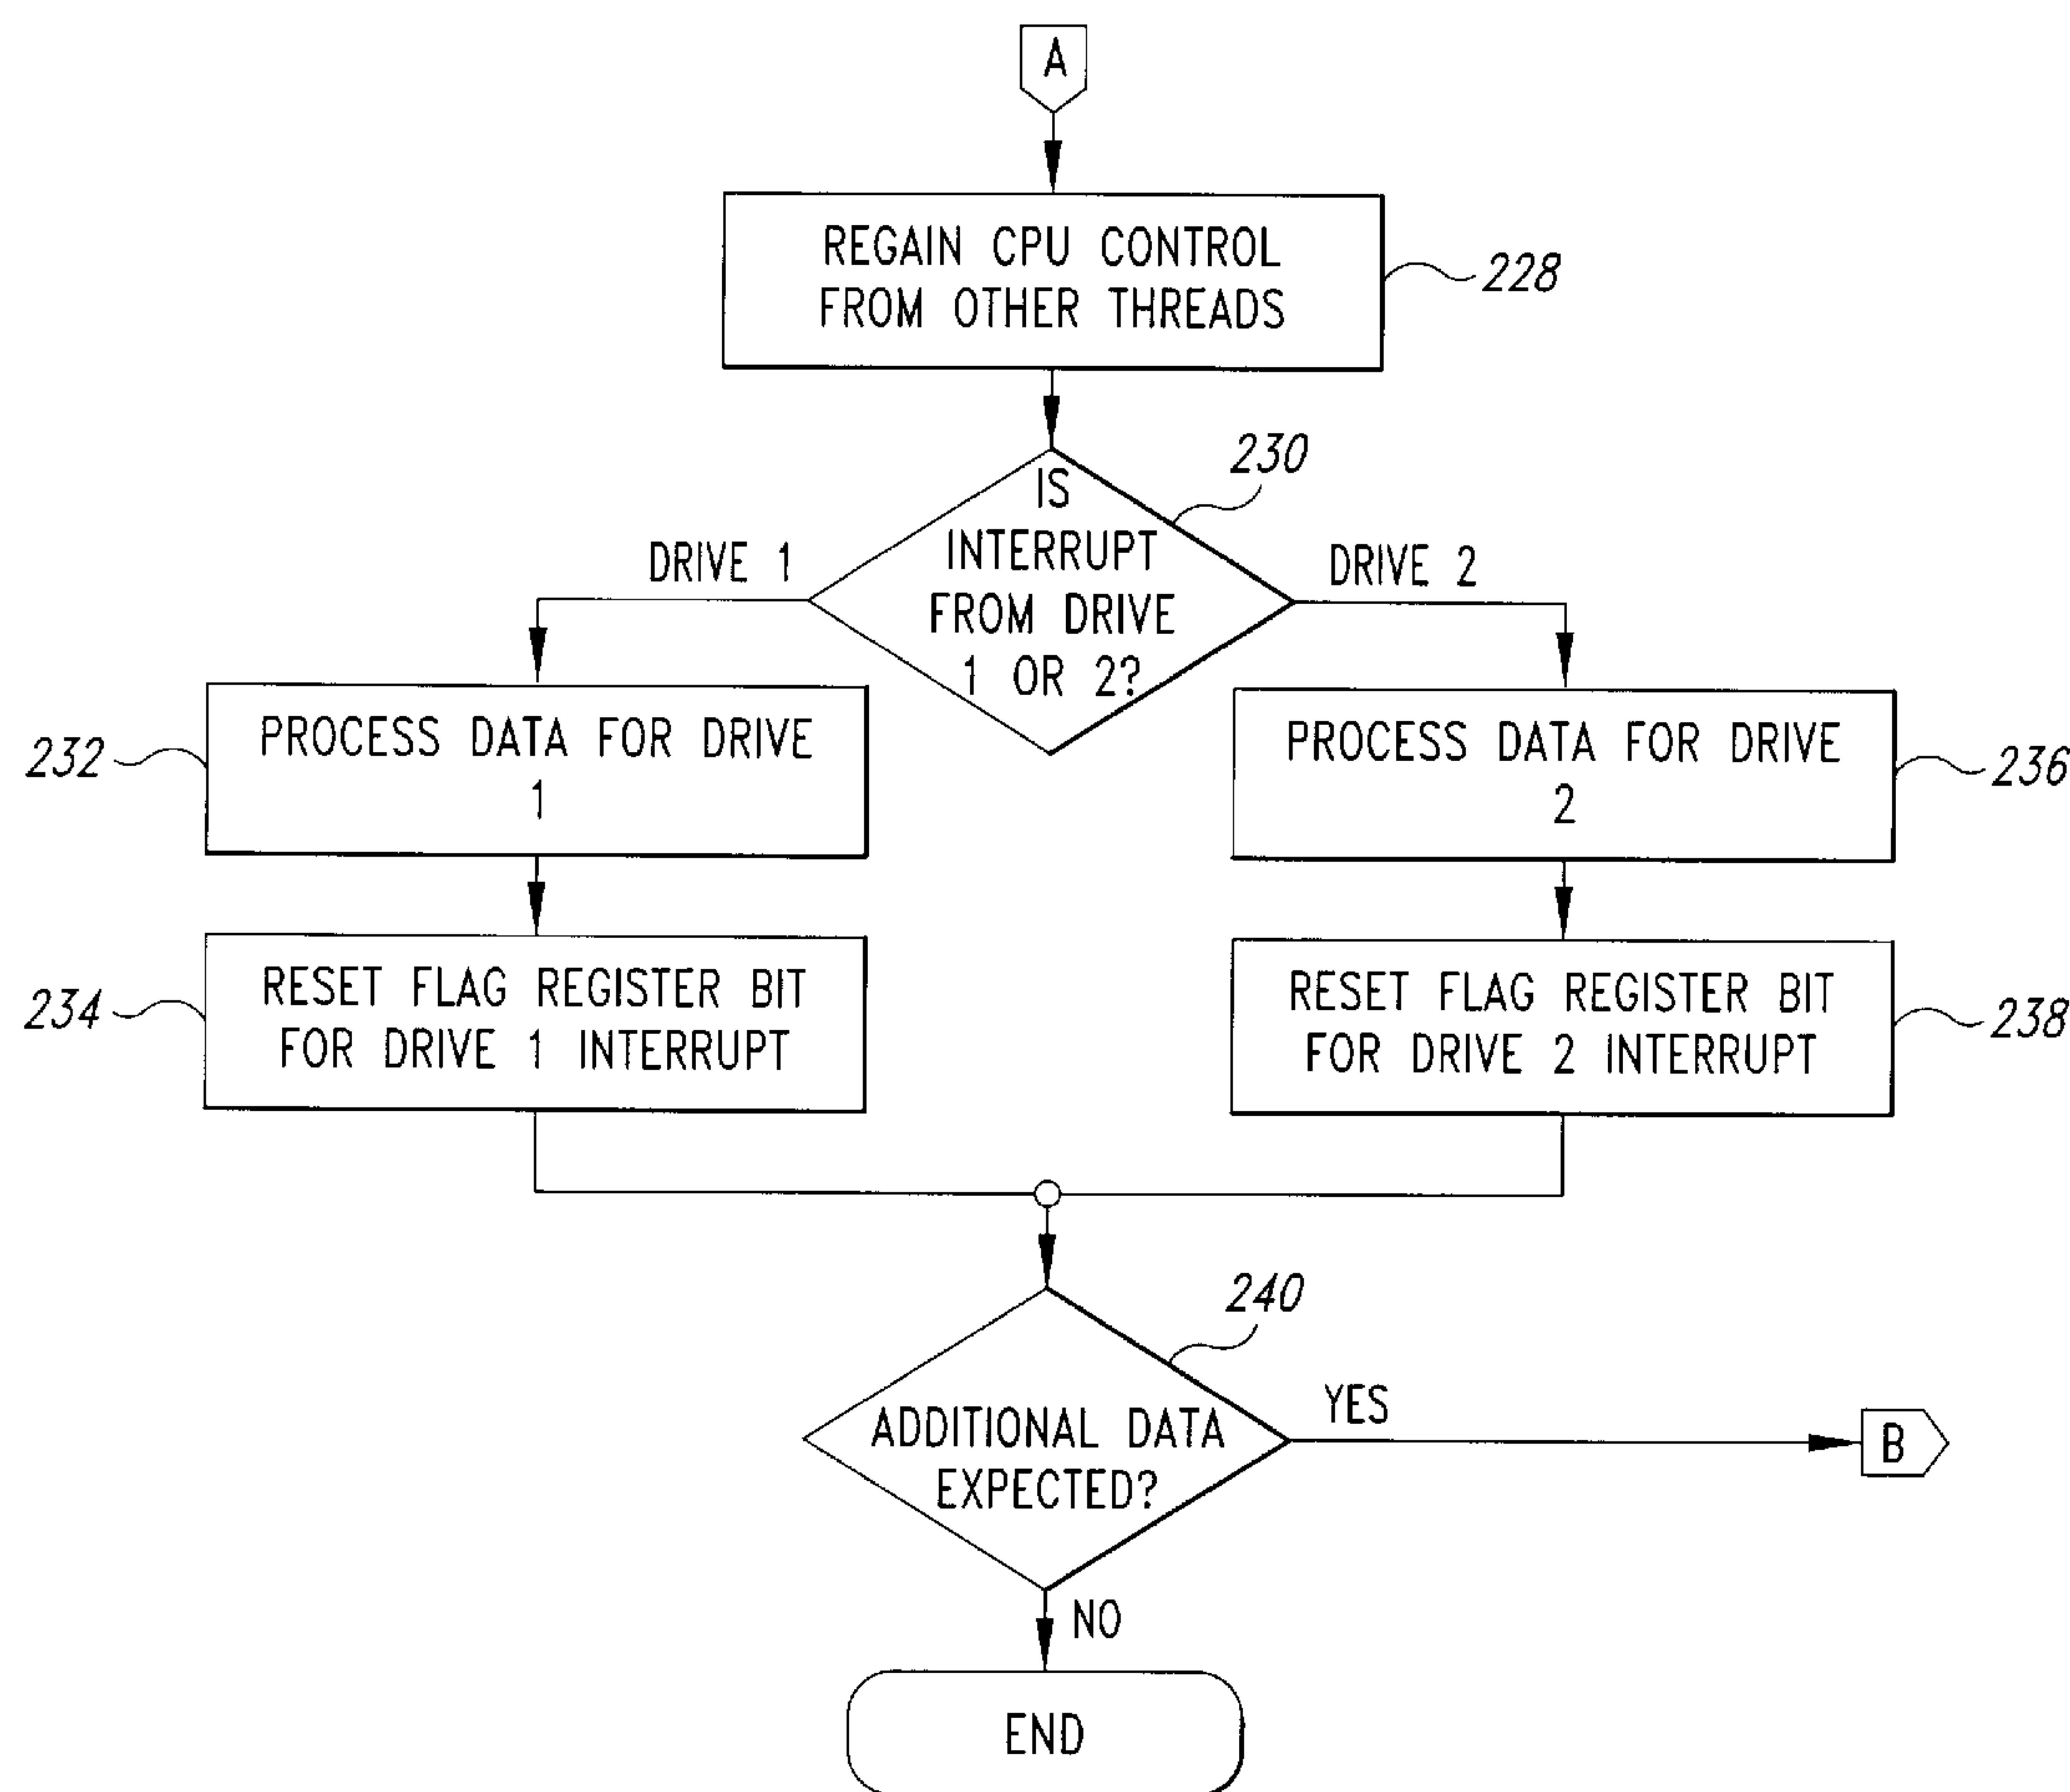 A
REGAIN CPU CONTROL
FROM OTHER THREADS
228
230
IS
INTERRUPT
FROM DRIVE
1 OR 2?
DRIVE 1
DRIVE 2
232
PROCESS DATA FOR DRIVE
1
PROCESS DATA FOR DRIVE
2
236
234
RESET FLAG REGISTER BIT
FOR DRIVE 1 INTERRUPT
RESET FLAG REGISTER BIT
FOR DRIVE 2 INTERRUPT
238
240
ADDITIONAL DATA
EXPECTED?
YES
B
NO
END